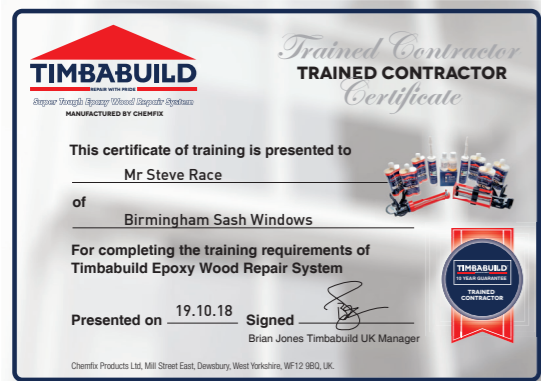 TIMBABUILD
REPAIR WITH PRIDE
Super Tough Epoxy Wood Repair System
MANUFACTURED BY CHEMFIX
Trained Contractor
TRAINED CONTRACTOR
Certificate
This certificate of training is presented to
Mr Steve Race
of
Birmingham Sash Windows
For completing the training requirements of
Timbabuild Epoxy Wood Repair System
TIMBABUILD
10 YEAR GUARANTEE
TRAINED
CONTRACTOR
Presented on 19.10.18 Signed
Brian Jones Timbabuild UK Manager
Chemfix Products Ltd, Mill Street East, Dewsbury, West Yorkshire, WF12 9BQ, UK.